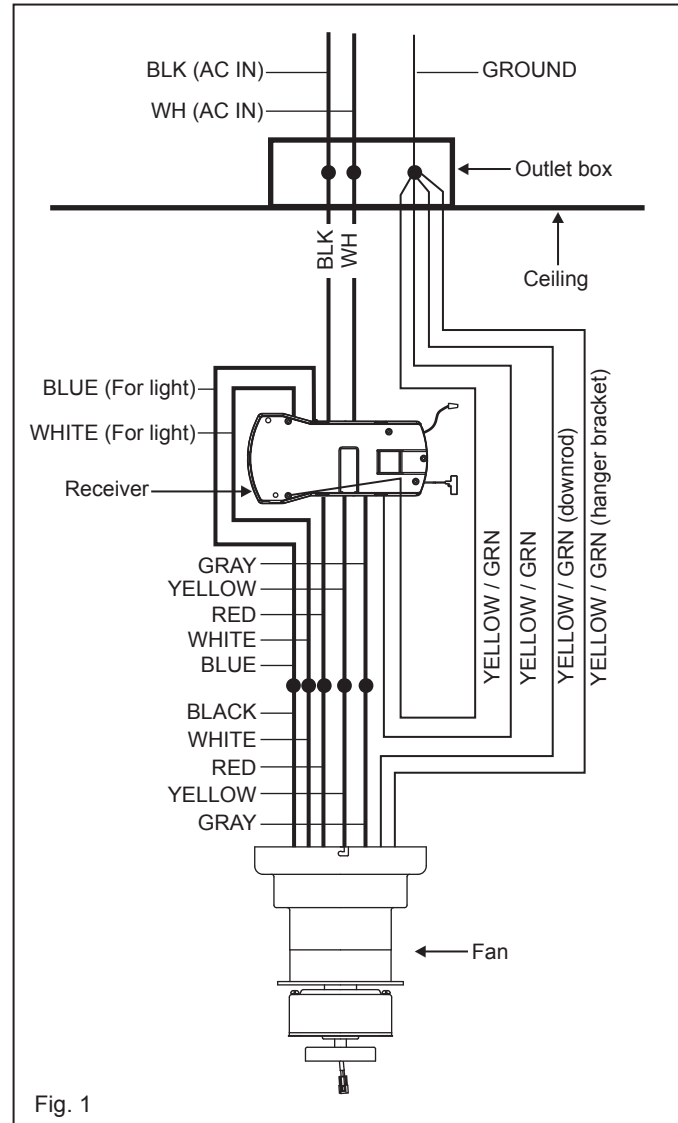 BLK (AC IN)
GROUND
WH (AC IN)
Outlet box
BLK
WH
Ceiling
BLUE (For light)
WHITE (For light)
Receiver
GRAY
YELLOW
RED
WHITE
BLUE
YELLOW / GRN
YELLOW / GRN
YELLOW / GRN (downrod)
YELLOW / GRN (hanger bracket)
BLACK
WHITE
RED
YELLOW
GRAY
Fan
Fig. 1